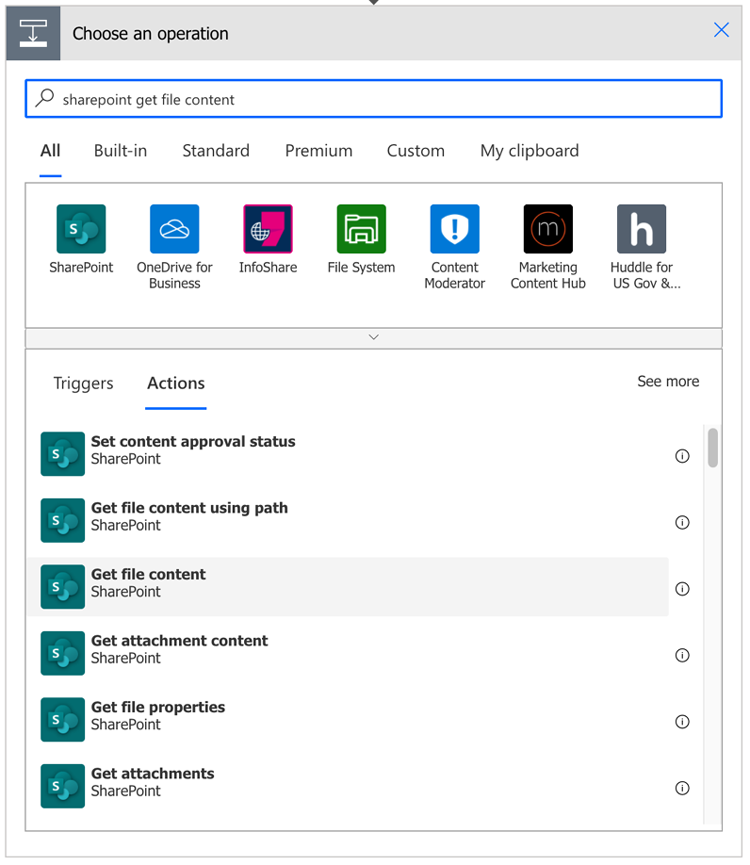 Choose an operation
sharepoint get file content
All Built-in Standard Premium Custom My clipboard
SharePoint
OneDrive for
Business
InfoShare
File System
Content
Moderator
Marketing
Content Hub
Huddle for
US Gov &...
Triggers Actions See more
Set content approval status
SharePoint
Get file content using path
SharePoint
Get file content
SharePoint
Get attachment content
SharePoint
Get file properties
SharePoint
Get attachments
SharePoint